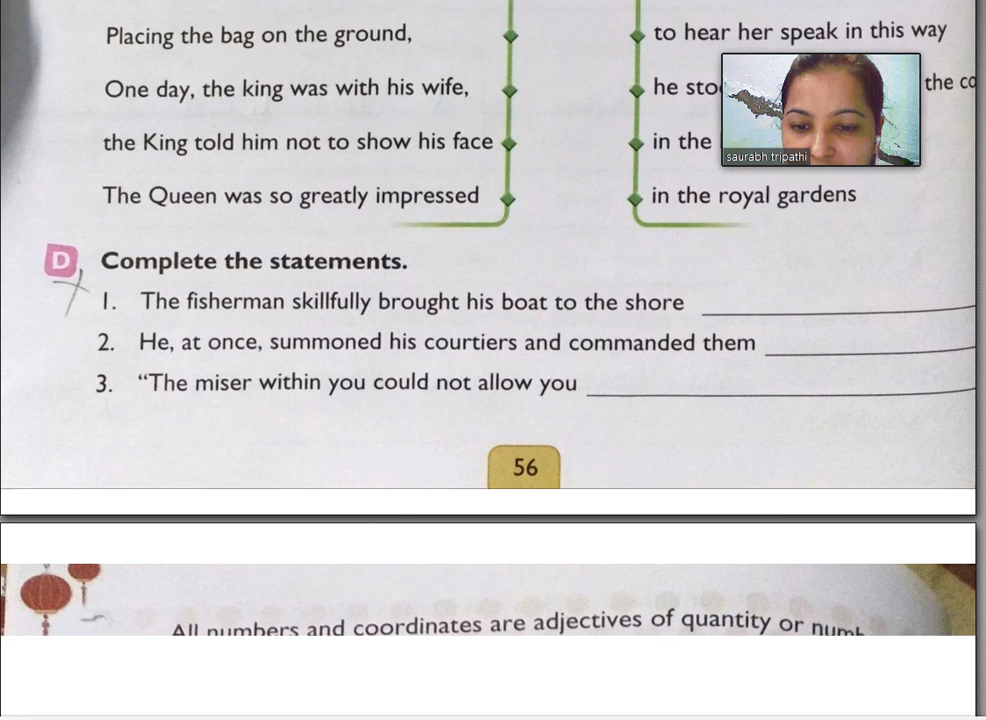 Placing the bag on the ground,
to hear her speak in this way
One day, the king was with his wife,
he sto the co
the King told him not to show his face
in the
saurabh tripathi
The Queen was so greatly impressed
in the royal gardens
D Complete the statements.
1. The fisherman skillfully brought his boat to the shore
2. He, at once, summoned his courtiers and commanded them
3. “The miser within you could not allow you
56
All numbers and coordinates are adjectives of quantity or